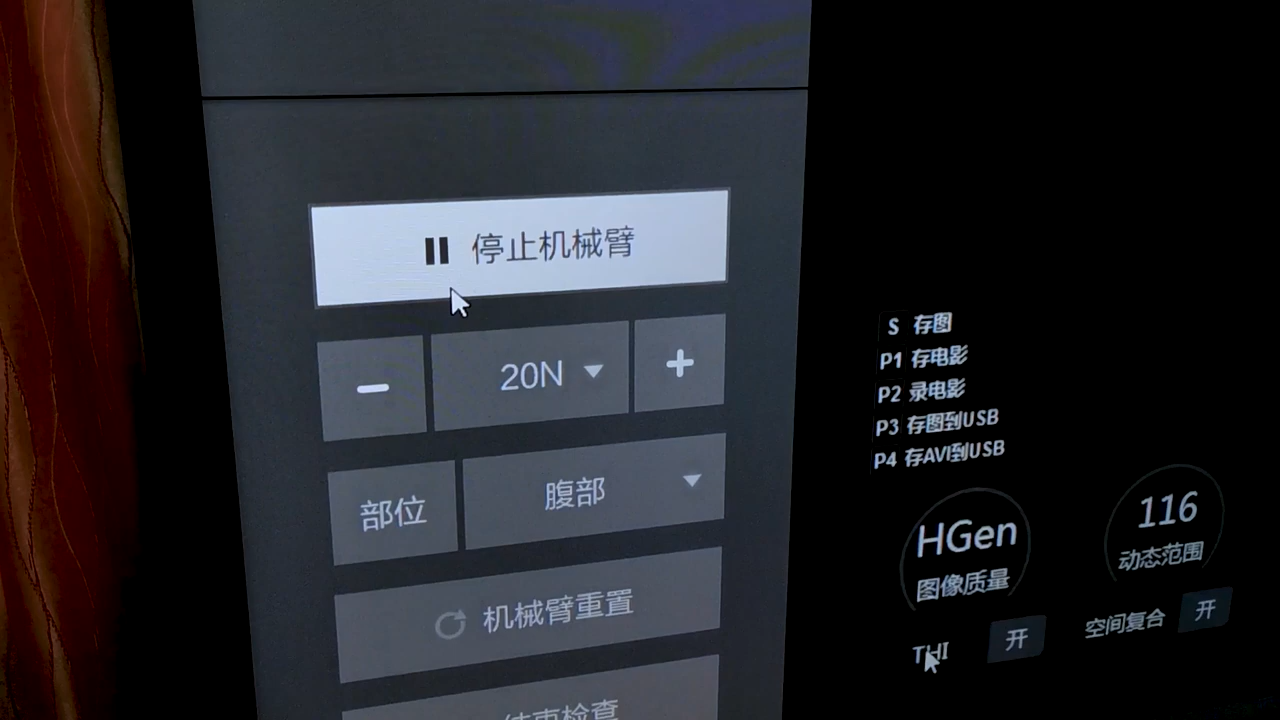 停止机械臂
20N
部位 腹部
机械臂重置
结束检查
S 存图
P1 存电影
P2 录电影
P3 存图到USB
P4 存AVI到USB
HGen
图像质量
116
动态范围
THI 开
空间复合 开